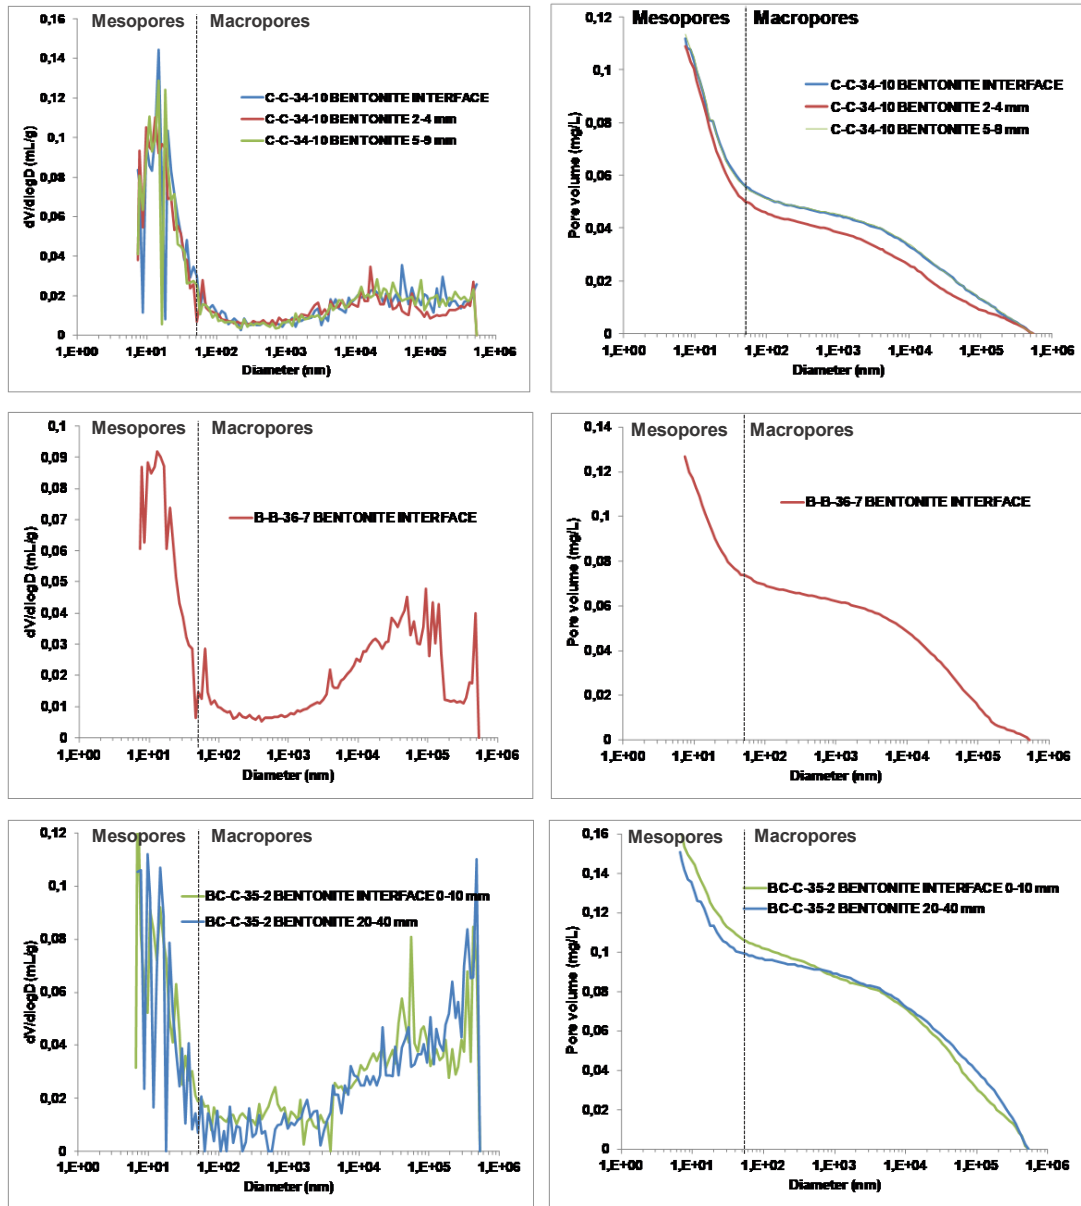 Mesopores Macropores
0,16
0,14
0,12
0,1
0,08
0,06
0,04
0,02
0
dV/dlogD (mL/g)
C-C-34-10 BENTONITE INTERFACE
C-C-34-10 BENTONITE 2-4 mm
C-C-34-10 BENTONITE 5-9 mm
1,E+00 1,E+01 1,E+02 1,E+03 1,E+04 1,E+05 1,E+06
Diameter (nm)
Mesopores Macropores
0,12
0,1
0,08
0,06
0,04
0,02
0
Pore volume (mg/L)
C-C-34-10 BENTONITE INTERFACE
C-C-34-10 BENTONITE 2-4 mm
C-C-34-10 BENTONITE 5-9 mm
1,E+00 1,E+01 1,E+02 1,E+03 1,E+04 1,E+05 1,E+06
Diameter (nm)
Mesopores Macropores
0,1
0,09
0,08
0,07
0,06
0,05
0,04
0,03
0,02
0,01
0
dV/dlogD (mL/g)
B-B-36-7 BENTONITE INTERFACE
1,E+00 1,E+01 1,E+02 1,E+03 1,E+04 1,E+05 1,E+06
Diameter (nm)
Mesopores Macropores
0,14
0,12
0,1
0,08
0,06
0,04
0,02
0
Pore volume (mg/L)
B-B-36-7 BENTONITE INTERFACE
1,E+00 1,E+01 1,E+02 1,E+03 1,E+04 1,E+05 1,E+06
Diameter (nm)
Mesopores Macropores
0,12
0,1
0,08
0,06
0,04
0,02
0
dV/dlogD (mL/g)
BC-C-35-2 BENTONITE INTERFACE 0-10 mm
BC-C-35-2 BENTONITE 20-40 mm
1,E+00 1,E+01 1,E+02 1,E+03 1,E+04 1,E+05 1,E+06
Diameter (nm)
Mesopores Macropores
0,16
0,14
0,12
0,1
0,08
0,06
0,04
0,02
0
Pore volume (mg/L)
BC-C-35-2 BENTONITE INTERFACE 0-10 mm
BC-C-35-2 BENTONITE 20-40 mm
1,E+00 1,E+01 1,E+02 1,E+03 1,E+04 1,E+05 1,E+06
Diameter (nm)